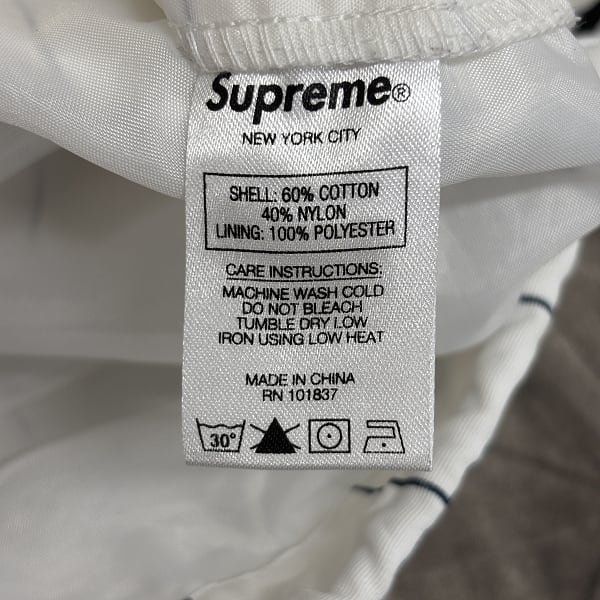 Supreme®
NEW YORK CITY
SHELL: 60% COTTON
40% NYLON
LINING: 100% POLYESTER
CARE INSTRUCTIONS:
MACHINE WASH COLD
DO NOT BLEACH
TUMBLE DRY LOW
IRON USING LOW HEAT
MADE IN CHINA
RN 101837
30°